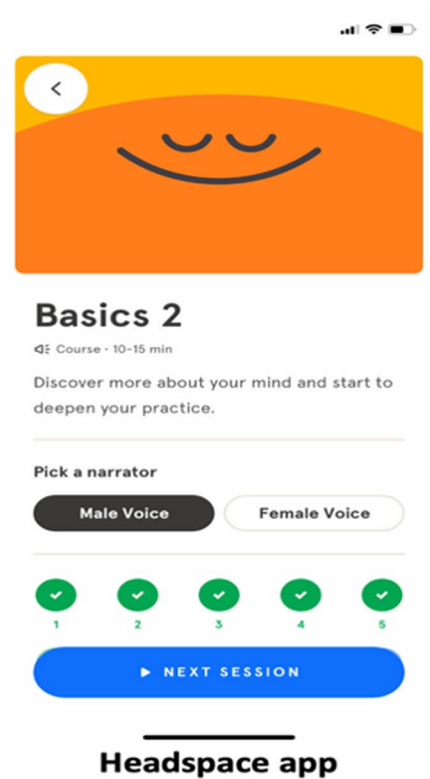 Basics 2
Course · 10-15 min
Discover more about your mind and start to
deepen your practice.
Pick a narrator
Male Voice
Female Voice
1 2 3 4 5
NEXT SESSION
Headspace app